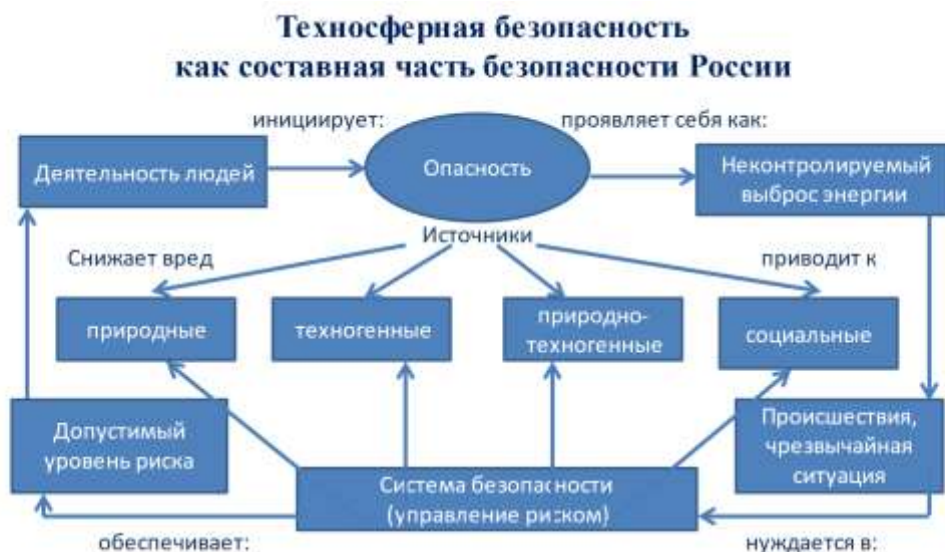 Техносферная безопасность
как составная часть безопасности России
инициирует:
проявляет себя как:
Деятельность людей
Опасность
Неконтролируемый
выброс энергии
Источники
Снижает вред
приводит к
природные
техногенные
природно-
техногенные
социальные
Допустимый
уровень риска
Происшествия,
чрезвычайная
ситуация
Система безопасности
(управление риском)
обеспечивает:
нуждается в: